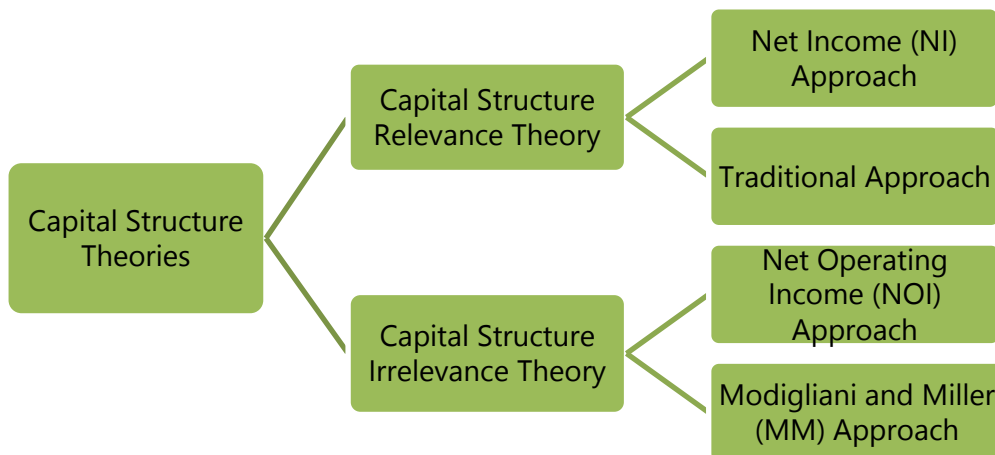 Capital Structure
Theories
Capital Structure
Relevance Theory
Net Income (NI)
Approach
Traditional Approach
Capital Structure
Irrelevance Theory
Net Operating
Income (NOI)
Approach
Modigliani and Miller
(MM) Approach